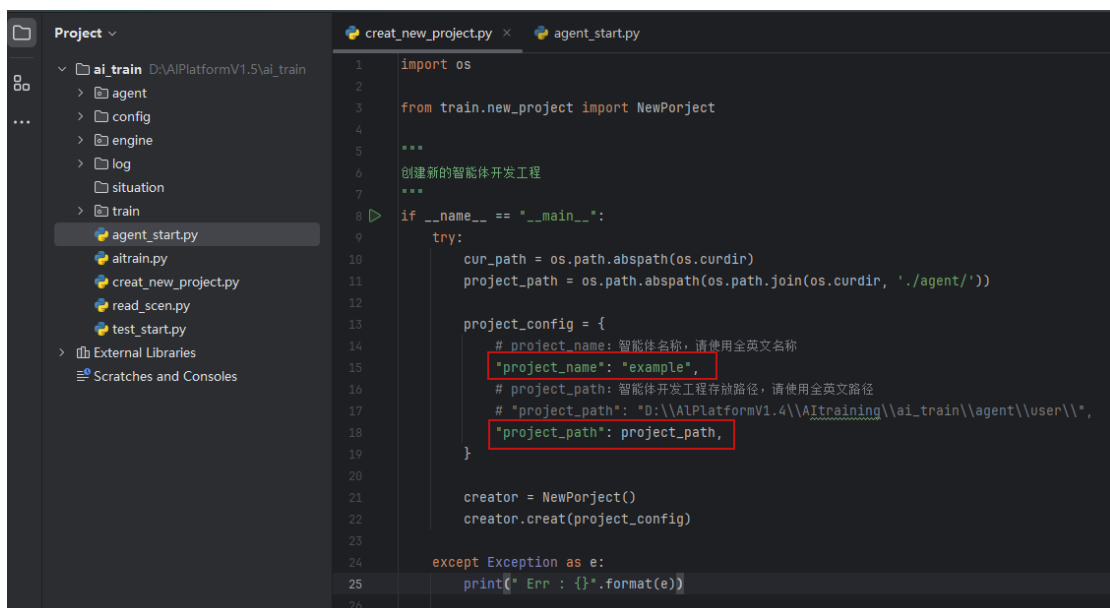 Project
ai_train D:\AIPlatformV1.5\ai_train
agent
config
engine
log
situation
train
agent_start.py
aitrain.py
creat_new_project.py
read_scen.py
test_start.py
External Libraries
Scratches and Consoles
creat_new_project.py × agent_start.py
1 import os
2
3 from train.new_project import NewPorject
4
5 """
6 创建新的智能体开发工程
7 """
8 if __name__ == "__main__":
9 try:
10 cur_path = os.path.abspath(os.curdir)
11 project_path = os.path.abspath(os.path.join(os.curdir, './agent/'))
12
13 project_config = {
14 # project_name：智能体名称，请使用全英文名称
15 "project_name": "example",
16 # project_path：智能体开发工程存放路径，请使用全英文路径
17 # "project_path": "D:\\AlPlatformV1.4\\AItraining\\ai_train\\agent\\user\\",
18 "project_path": project_path,
19 }
20
21 creator = NewPorject()
22 creator.creat(project_config)
23
24 except Exception as e:
25 print(" Err : {}".format(e))
26